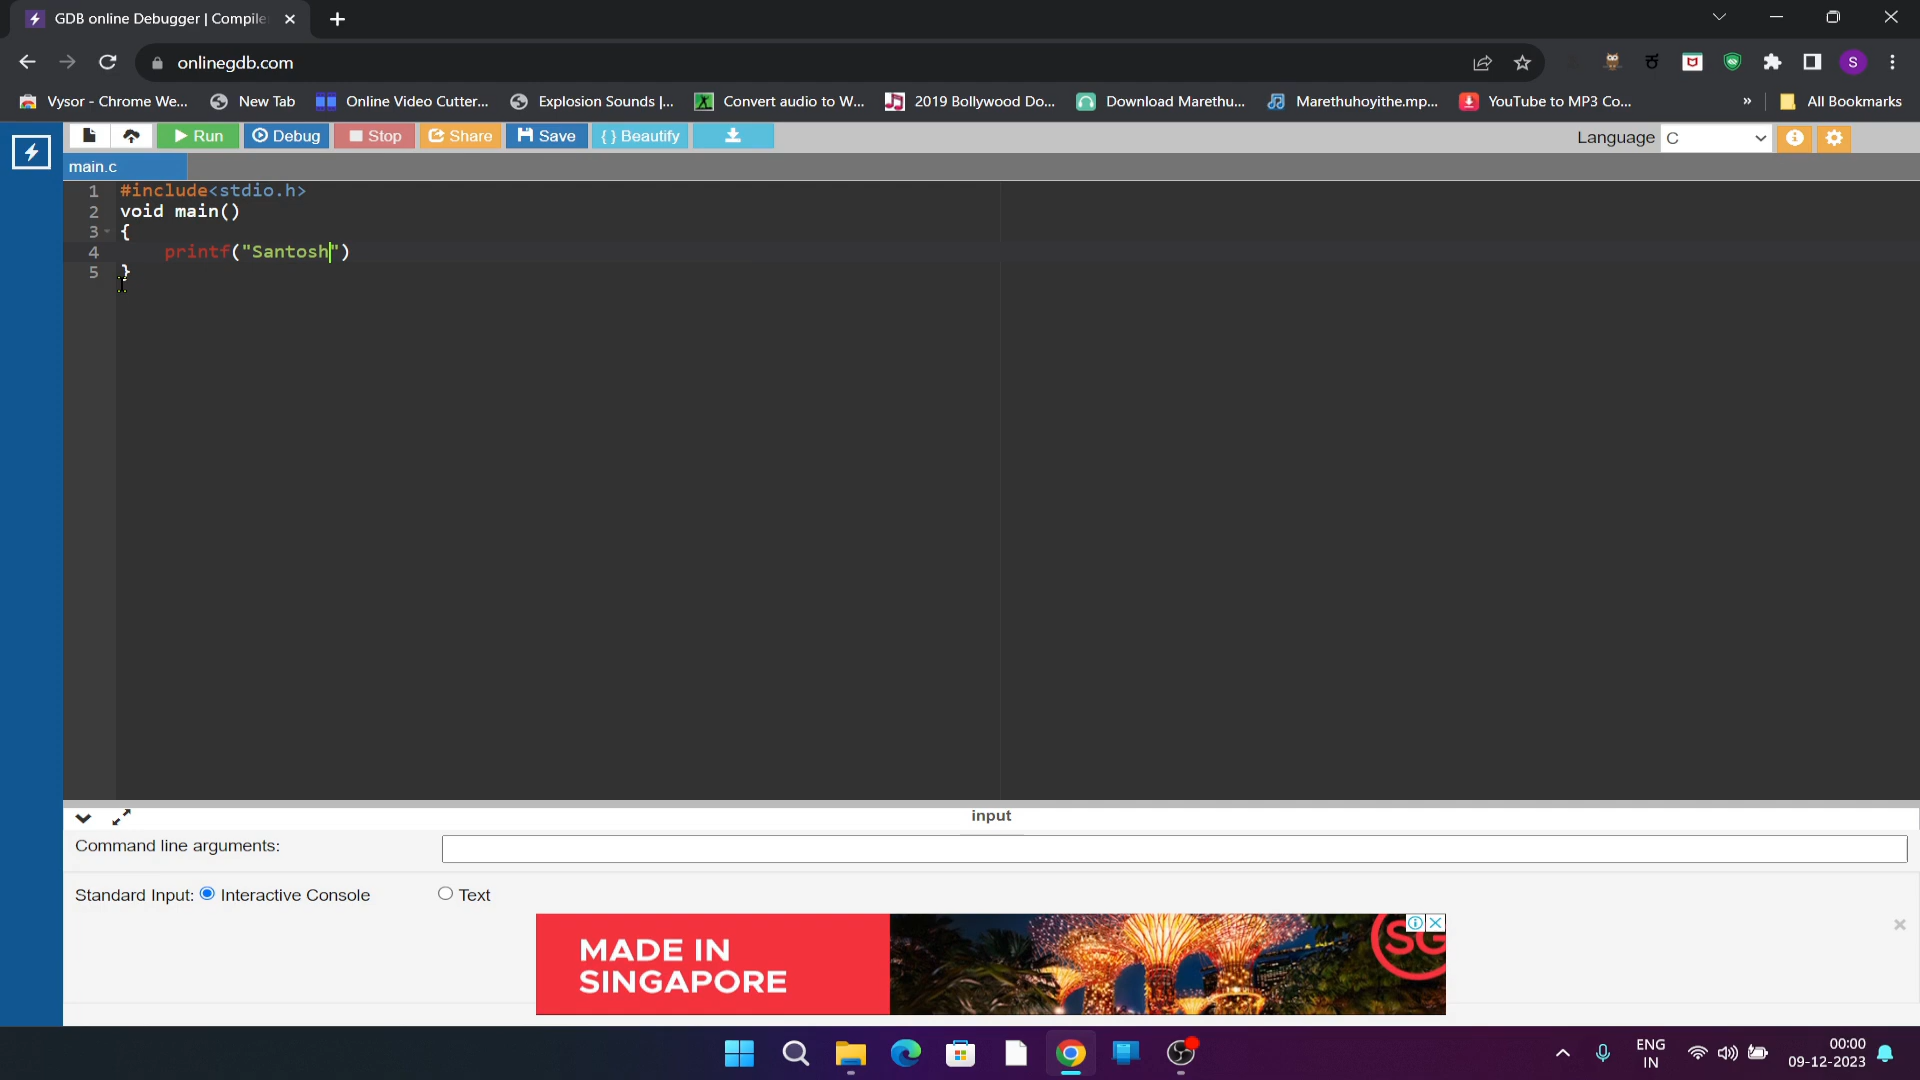 GDB online Debugger | Compile
onlinegdb.com
S
Vysor - Chrome We... New Tab Online Video Cutter... Explosion Sounds |... Convert audio to W... 2019 Bollywood Do... Download Marethu... Marethuhoyithe.mp... YouTube to MP3 Co... » All Bookmarks
Run Debug Stop Share Save { } Beautify Language C
main.c
1 #include<stdio.h>
2 void main()
3 {
4 printf("Santosh")
5 }
input
Command line arguments:
Standard Input: Interactive Console Text
MADE IN
SINGAPORE
SG
ENG
IN
00:00
09-12-2023